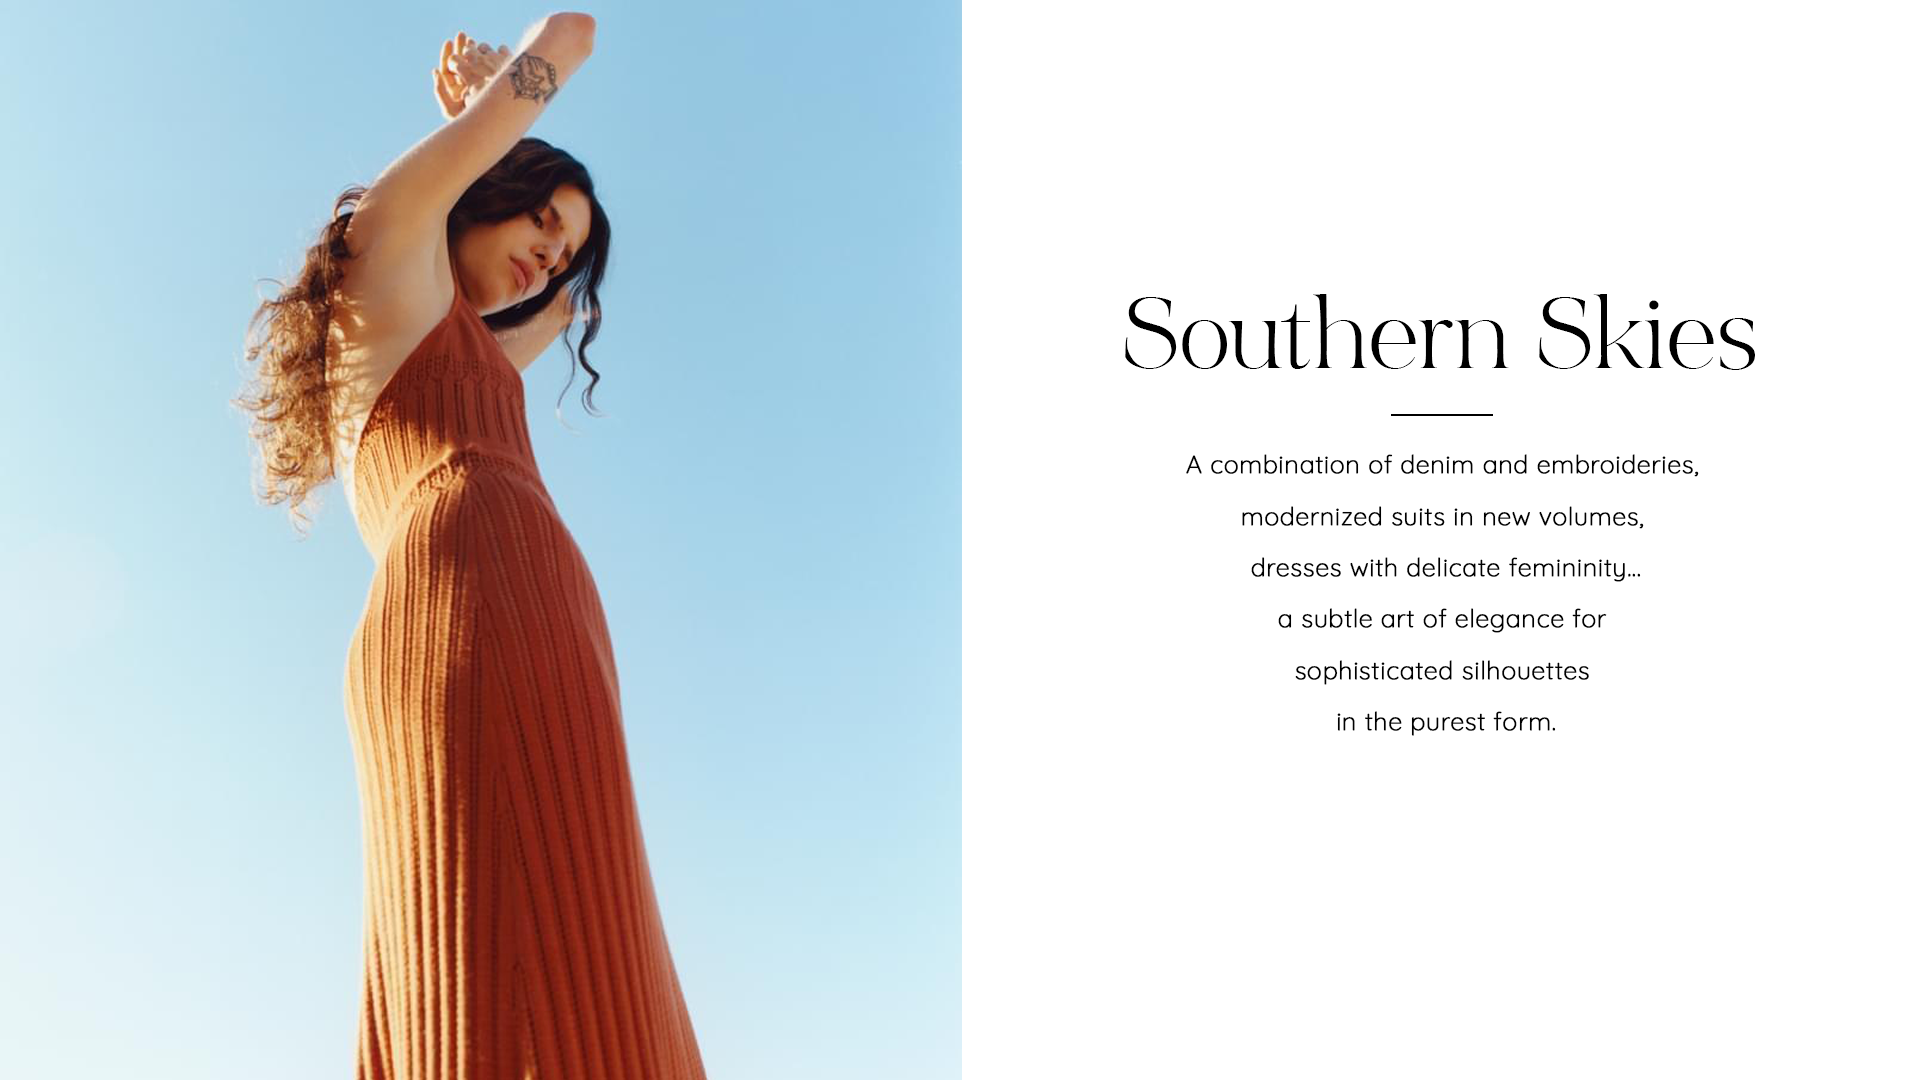 Southern Skies
A combination of denim and embroideries,
modernized suits in new volumes,
dresses with delicate femininity...
a subtle art of elegance for
sophisticated silhouettes
in the purest form.